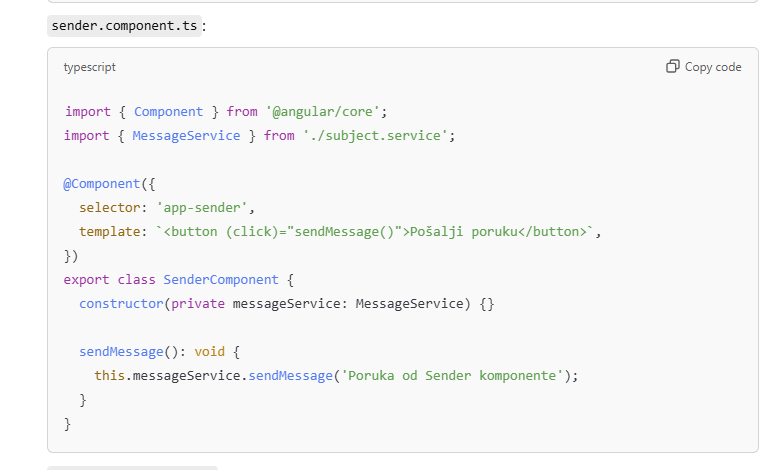 sender.component.ts:
typescript
Copy code
import { Component } from '@angular/core';
import { MessageService } from './subject.service';

@Component({
  selector: 'app-sender',
  template: `<button (click)="sendMessage()">Pošalji poruku</button>`,
})
export class SenderComponent {
  constructor(private messageService: MessageService) {}

  sendMessage(): void {
    this.messageService.sendMessage('Poruka od Sender komponente');
  }
}